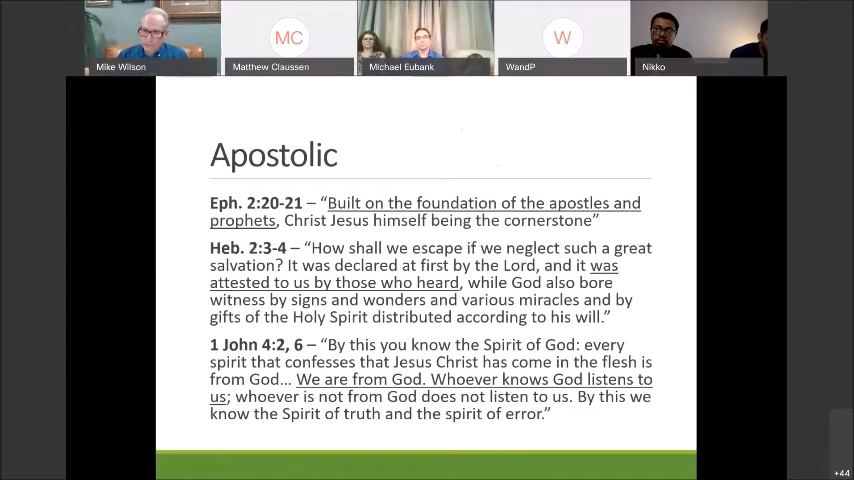 MC
W
Mike Wilson
Matthew Claussen
Michael Eubank
WandP
Nikko
Apostolic
Eph. 2:20-21 – “Built on the foundation of the apostles and
prophets, Christ Jesus himself being the cornerstone”
Heb. 2:3-4 – “How shall we escape if we neglect such a great
salvation? It was declared at first by the Lord, and it was
attested to us by those who heard, while God also bore
witness by signs and wonders and various miracles and by
gifts of the Holy Spirit distributed according to his will.”
1 John 4:2, 6 – “By this you know the Spirit of God: every
spirit that confesses that Jesus Christ has come in the flesh is
from God... We are from God. Whoever knows God listens to
us; whoever is not from God does not listen to us. By this we
know the Spirit of truth and the spirit of error.”
+44